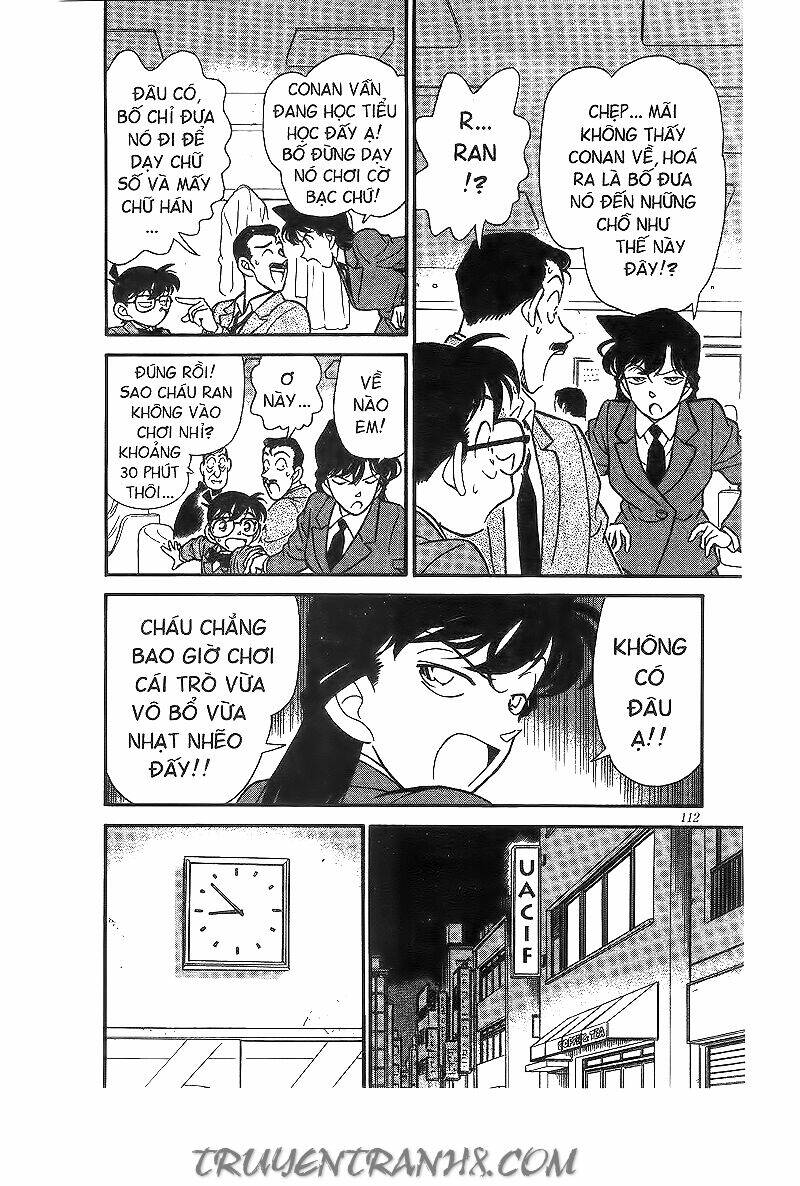 CHẸP... MÃI
KHÔNG THẤY
CONAN VỀ, HOÁ
RA LÀ BỐ ĐƯA
NÓ ĐẾN NHỮNG
CHỖ NHƯ
THẾ NÀY
ĐÂY!?
R...
RAN
!?
CONAN VẪN
ĐANG HỌC TIỂU
HỌC ĐẤY Ạ!
BỐ ĐỪNG DẠY
NÓ CHƠI CỜ
BẠC CHỨ!
ĐÂU CÓ,
BỐ CHỈ ĐƯA
NÓ ĐI ĐỂ
DẠY CHỮ
SỐ VÀ MẤY
CHỮ HÁN
...
VỀ
NÀO
EM!
Ơ
NÀY...
ĐÚNG RỒI!
SAO CHÁU RAN
KHÔNG VÀO
CHƠI NHỈ?
KHOẢNG
30 PHÚT
THÔI...
KHÔNG
CÓ
ĐÂU
Ạ!!
CHÁU CHẲNG
BAO GIỜ CHƠI
CÁI TRÒ VỪA
VÔ BỔ VỪA
NHẠT NHẼO
ĐẤY!!
112
UACIF
TRUYENTRANH8.COM